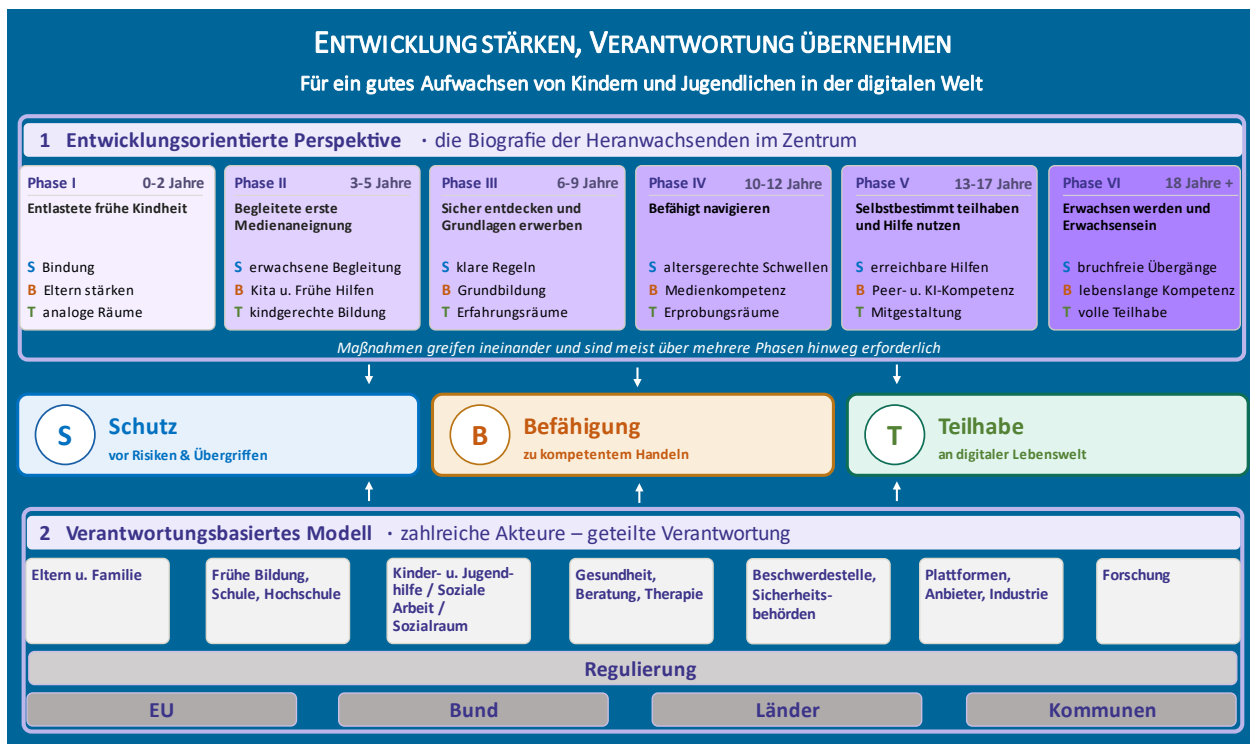 ENTWICKLUNG STÄRKEN, VERANTWORTUNG ÜBERNEHMEN
Für ein gutes Aufwachsen von Kindern und Jugendlichen in der digitalen Welt
1 Entwicklungsorientierte Perspektive · die Biografie der Heranwachsenden im Zentrum
Phase I 0-2 Jahre
Entlastete frühe Kindheit
S Bindung
B Eltern stärken
T analoge Räume
Phase II 3-5 Jahre
Begleitete erste
Medienaneignung
S erwachsene Begleitung
B Kita u. Frühe Hilfen
T kindgerechte Bildung
Phase III 6-9 Jahre
Sicher entdecken und
Grundlagen erwerben
S klare Regeln
B Grundbildung
T Erfahrungsräume
Phase IV 10-12 Jahre
Befähigt navigieren
S altersgerechte Schwellen
B Medienkompetenz
T Erprobungsräume
Phase V 13-17 Jahre
Selbstbestimmt teilhaben
und Hilfe nutzen
S erreichbare Hilfen
B Peer- u. KI-Kompetenz
T Mitgestaltung
Phase VI 18 Jahre +
Erwachsen werden und
Erwachsensein
S bruchfreie Übergänge
B lebenslange Kompetenz
T volle Teilhabe
Maßnahmen greifen ineinander und sind meist über mehrere Phasen hinweg erforderlich
S
Schutz
vor Risiken & Übergriffen
B
Befähigung
zu kompetentem Handeln
T
Teilhabe
an digitaler Lebenswelt
2 Verantwortungsbasiertes Modell · zahlreiche Akteure – geteilte Verantwortung
Eltern u. Familie
Frühe Bildung,
Schule, Hochschule
Kinder- u. Jugend-
hilfe / Soziale
Arbeit /
Sozialraum
Gesundheit,
Beratung, Therapie
Beschwerdestelle,
Sicherheits-
behörden
Plattformen,
Anbieter, Industrie
Forschung
Regulierung
EU
Bund
Länder
Kommunen